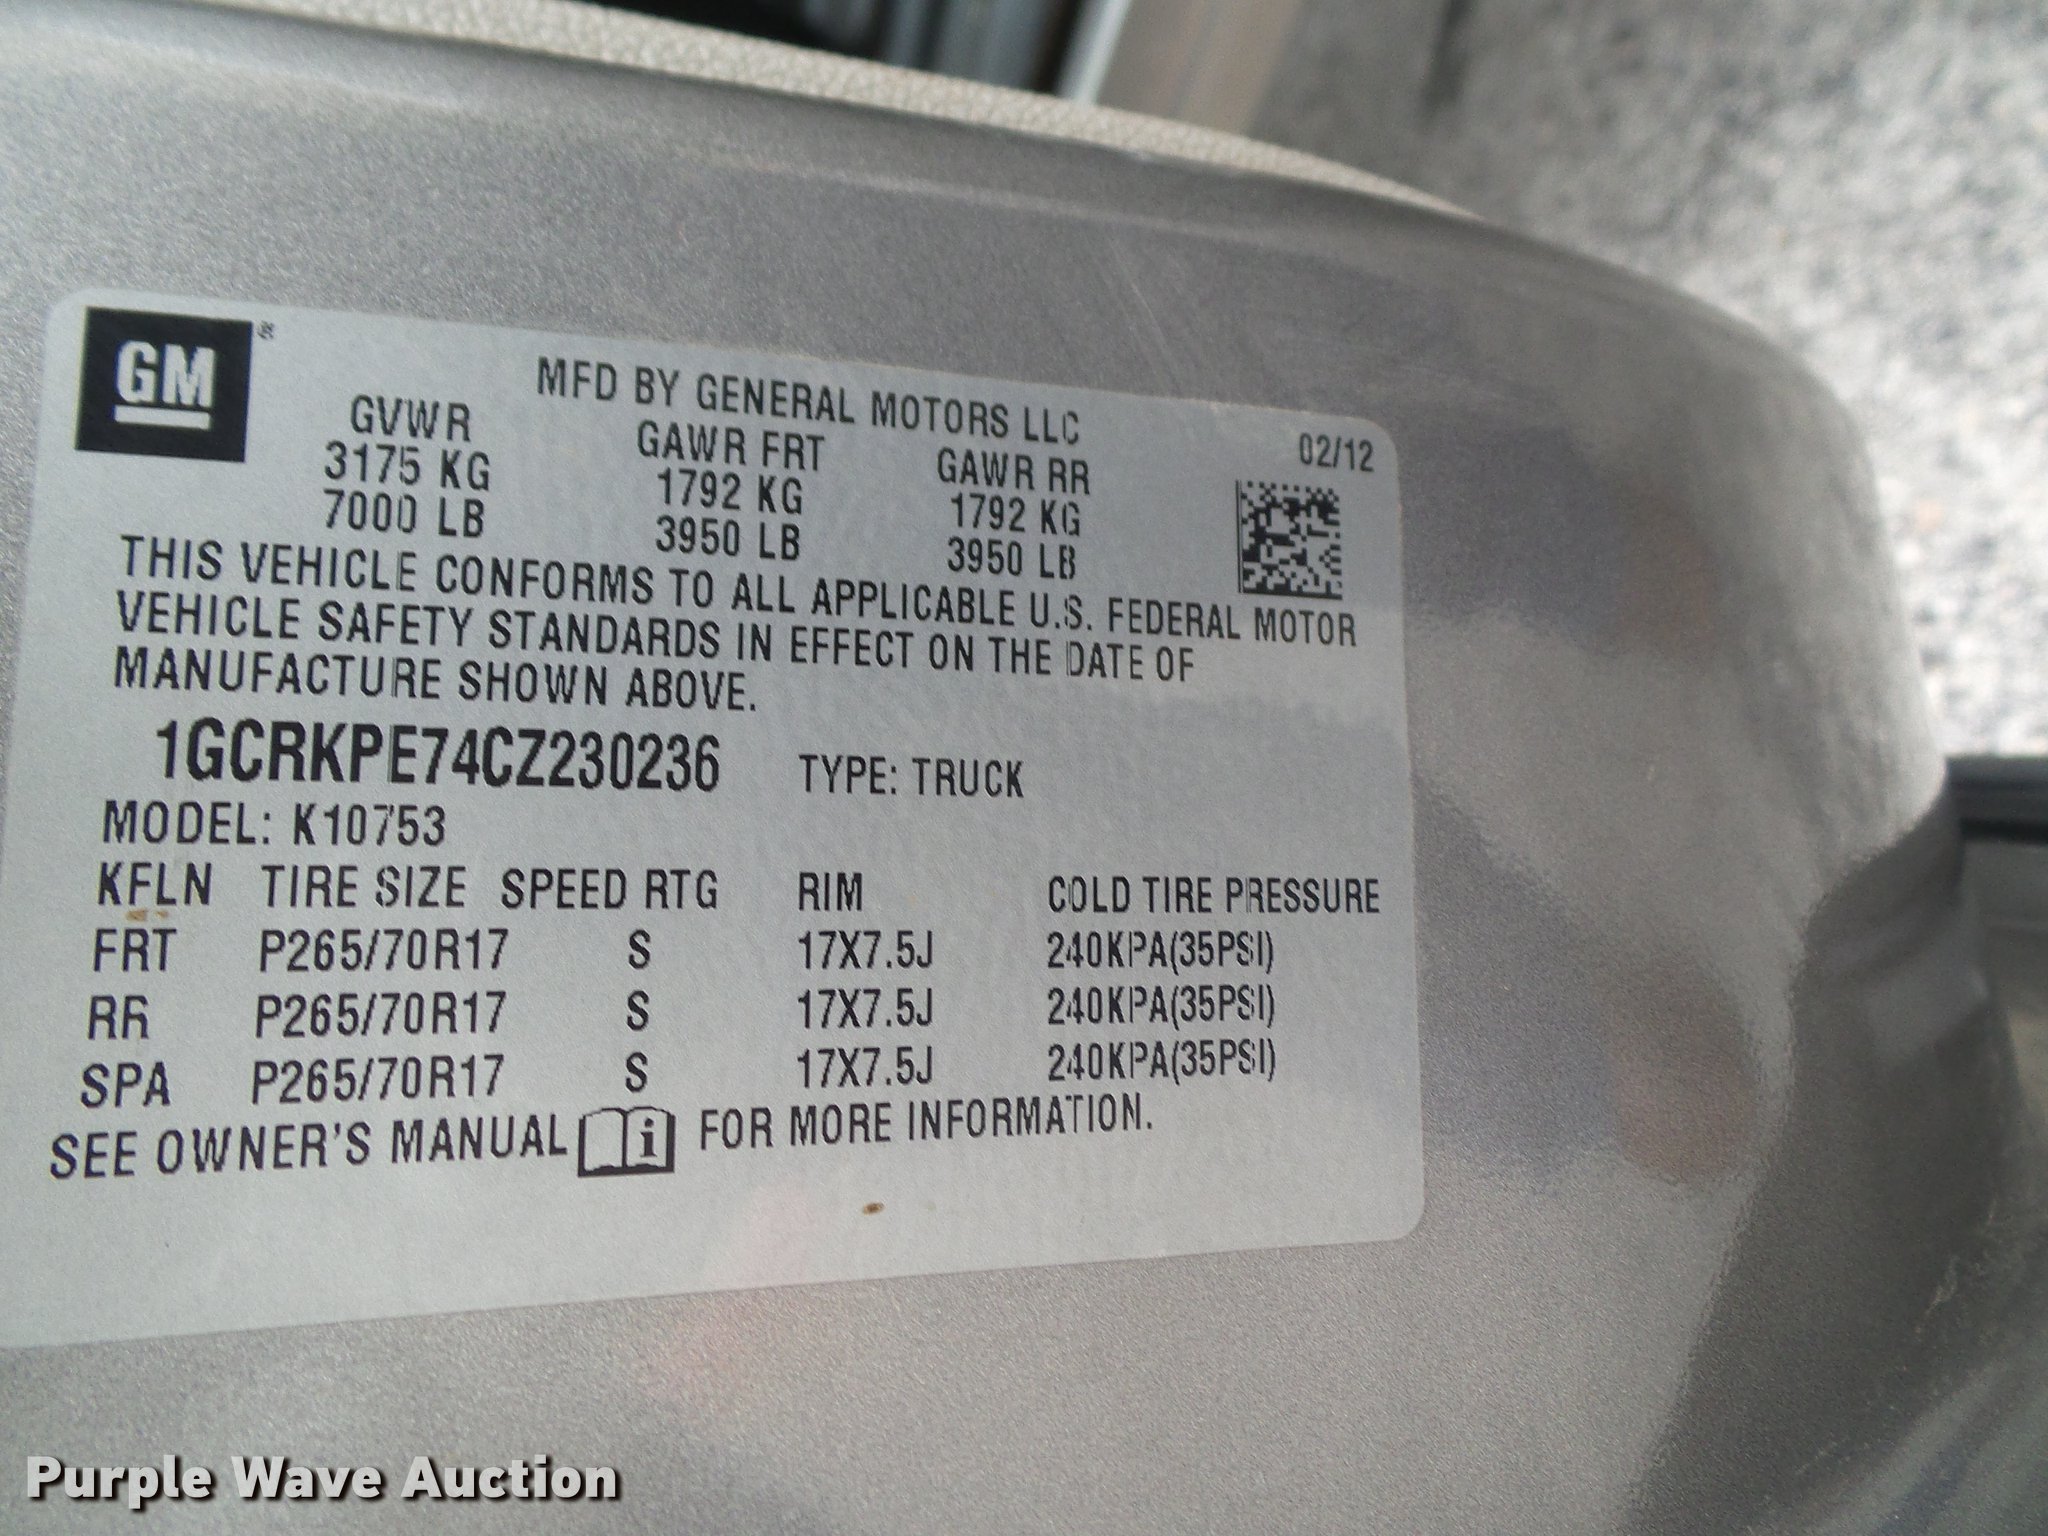 GM
MFD BY GENERAL MOTORS LLC
02/12
GVWR GAWR FRT GAWR RR
3175 KG 1792 KG 1792 KG
7000 LB 3950 LB 3950 LB
THIS VEHICLE CONFORMS TO ALL APPLICABLE U.S. FEDERAL MOTOR
VEHICLE SAFETY STANDARDS IN EFFECT ON THE DATE OF
MANUFACTURE SHOWN ABOVE.
1GCRKPE74CZ230236 TYPE: TRUCK
MODEL: K10753
KFLN TIRE SIZE SPEED RTG RIM COLD TIRE PRESSURE
FRT P265/70R17 S 17X7.5J 240KPA(35PSI)
RR P265/70R17 S 17X7.5J 240KPA(35PSI)
SPA P265/70R17 S 17X7.5J 240KPA(35PSI)
SEE OWNER'S MANUAL i FOR MORE INFORMATION.
Purple Wave Auction